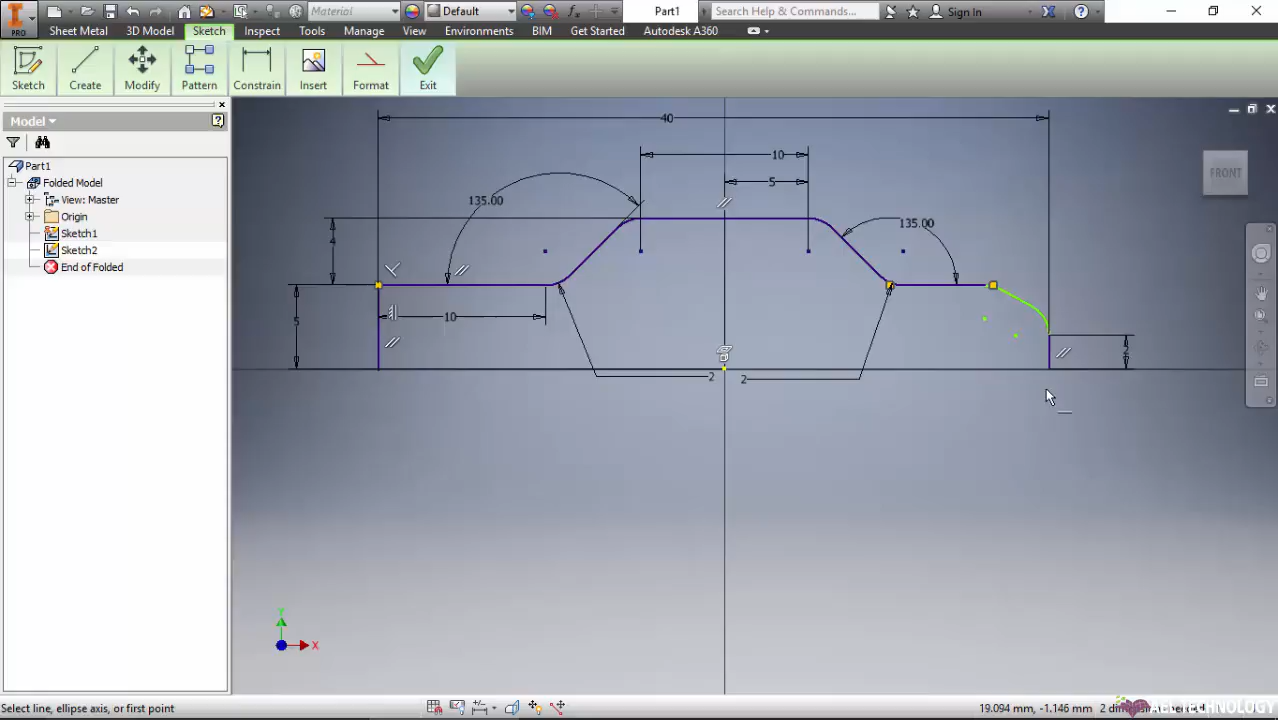 Material
Default
Part1
Search Help & Commands...
Sign In
PRO
Sheet Metal
3D Model
Sketch
Inspect
Tools
Manage
View
Environments
BIM
Get Started
Autodesk A360
Sketch
Create
Modify
Pattern
Constrain
Insert
Format
Exit
Model
Part1
Folded Model
View: Master
Origin
Sketch1
Sketch2
End of Folded
40
10
5
135.00
135.00
4
5
10
2
2
2
FRONT
Y
X
Select line, ellipse axis, or first point
19.094 mm, -1.146 mm